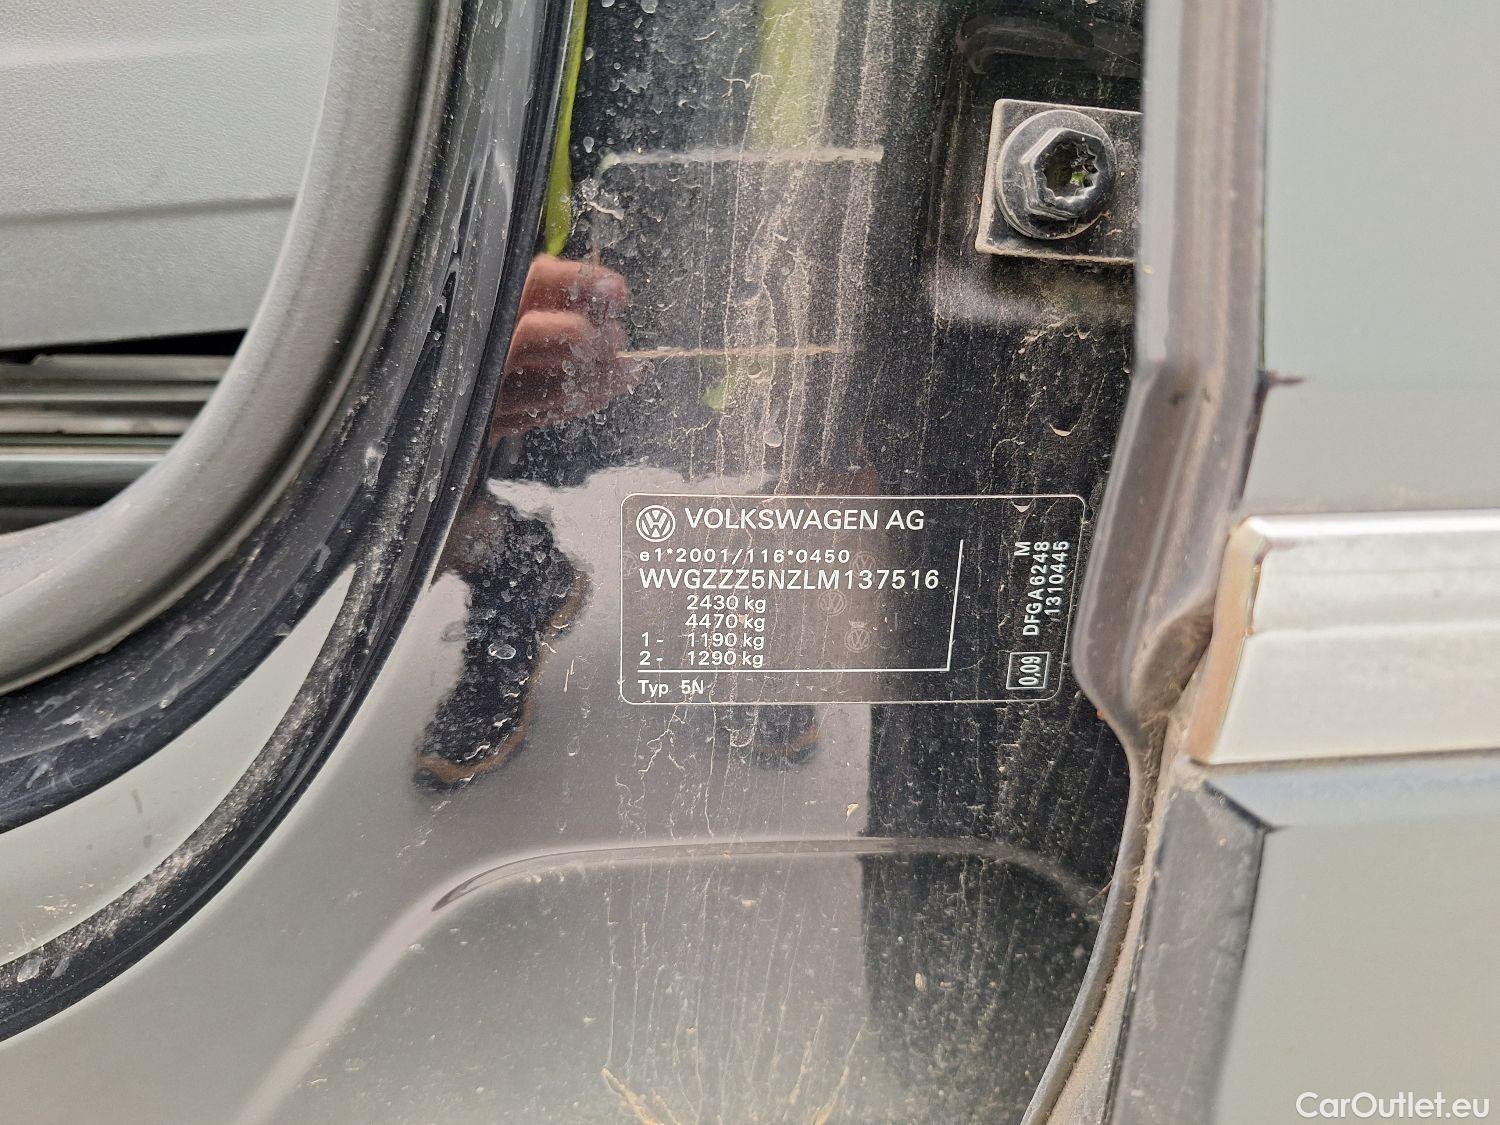 VOLKSWAGEN AG
e1*2001/116*0450
WVGZZZ5NZLM137516
2430 kg
4470 kg
1- 1190 kg
2- 1290 kg
Typ 5N
M
DFGA6248
1310445
0.09
CarOutlet.eu